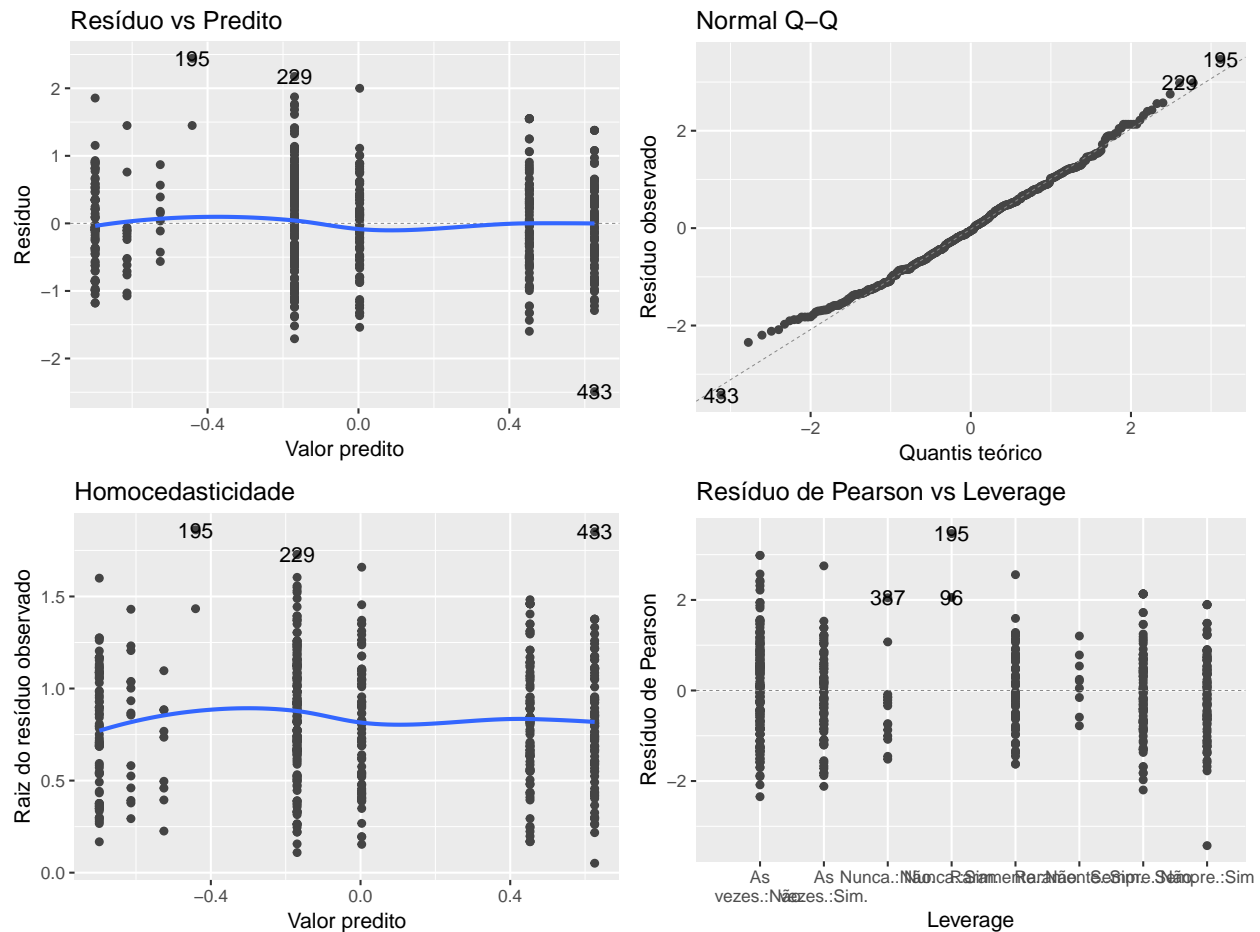 Resíduo vs Predito
195
229
433
2
1
0
−1
−2
Resíduo
−0.4
0.0
0.4
Valor predito
Normal Q−Q
195
229
433
2
0
−2
Resíduo observado
−2
0
2
Quantis teórico
Homocedasticidade
195
433
229
1.5
1.0
0.5
0.0
Raiz do resíduo observado
−0.4
0.0
0.4
Valor predito
Resíduo de Pearson vs Leverage
195
387
96
2
0
−2
Resíduo de Pearson
As
vezes.:Não.
As
vezes.:Sim.
Nunca.:Não.
Leverage